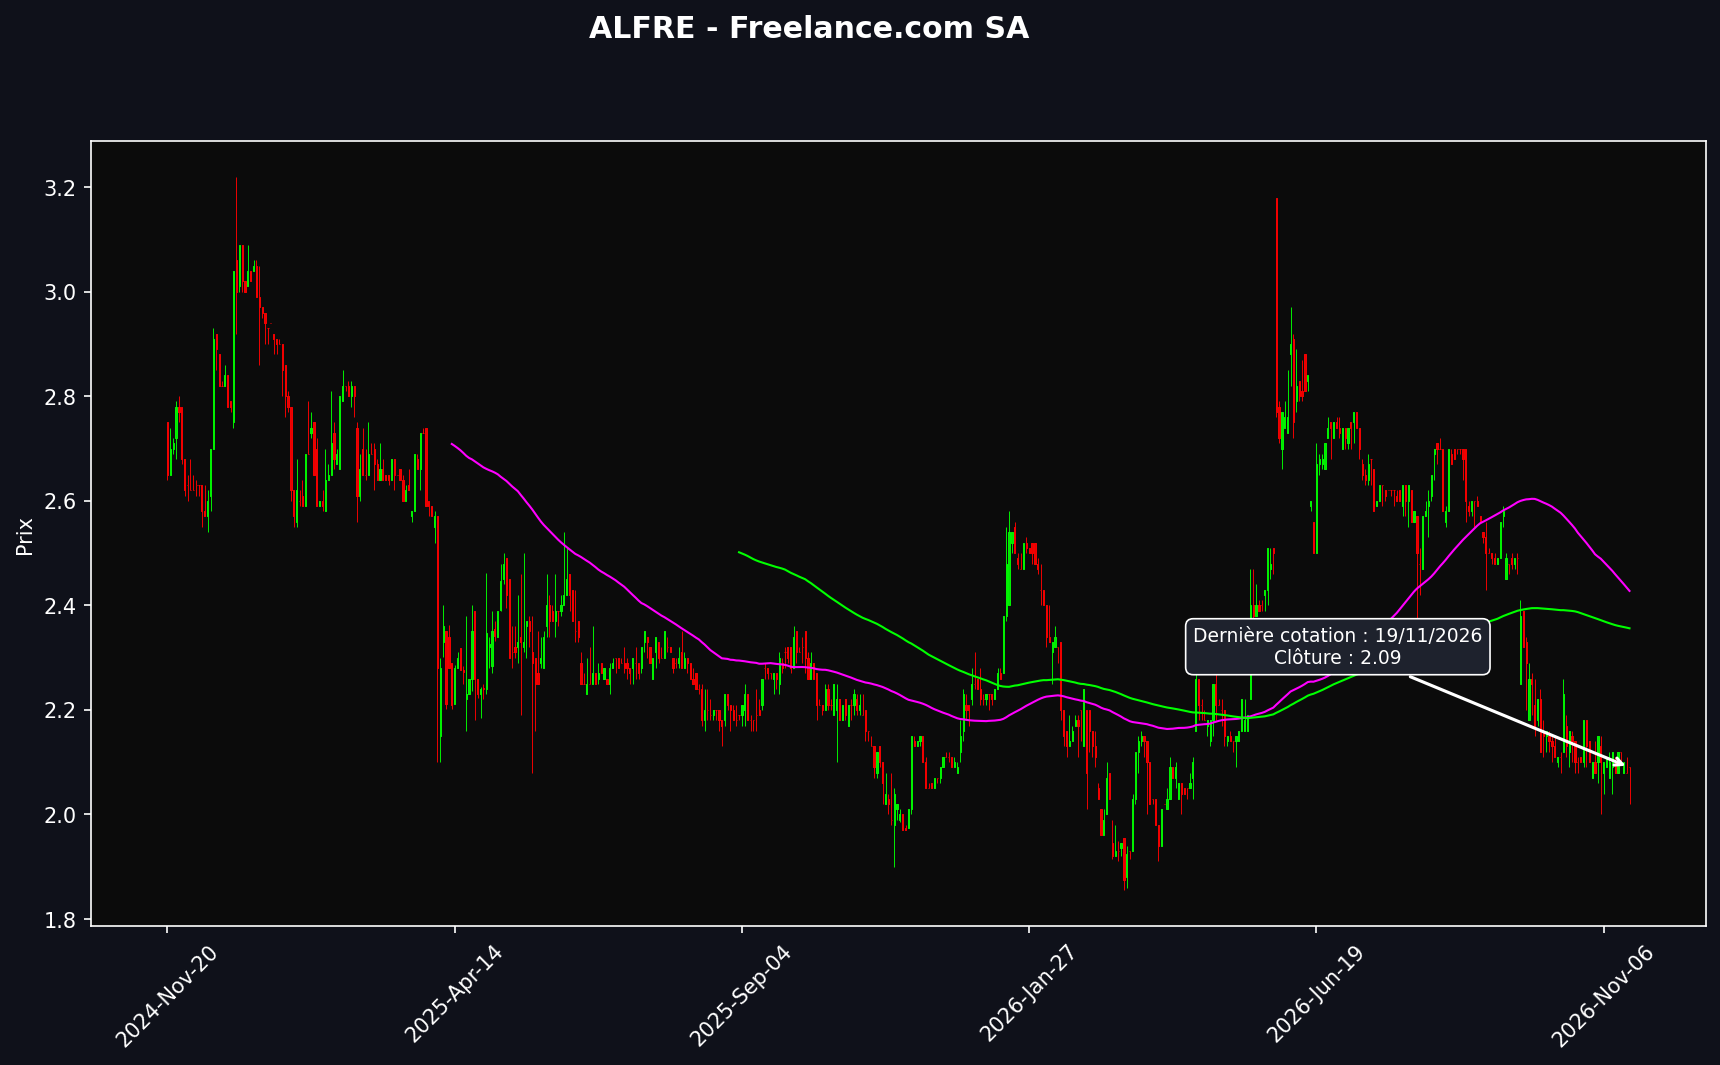 ALFRE - Freelance.com SA
Prix
3.2
3.0
2.8
2.6
2.4
2.2
2.0
1.8
Dernière cotation : 19/11/2026
Clôture : 2.09
2024-Nov-20
2025-Apr-14
2025-Sep-04
2026-Jan-27
2026-Jun-19
2026-Nov-06